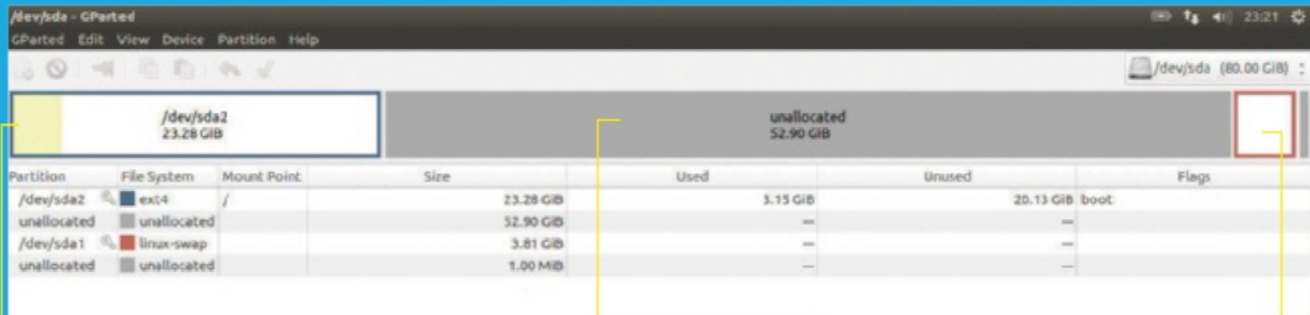 /dev/sda - GParted 23:21
GParted Edit View Device Partition Help
/dev/sda (80.00 GiB)
/dev/sda2 unallocated
23.28 GiB 52.90 GiB
Partition File System Mount Point Size Used Unused Flags
/dev/sda2 ext4 / 23.28 GiB 3.15 GiB 20.13 GiB boot
unallocated unallocated 52.90 GiB — —
/dev/sda1 linux-swap 3.81 GiB — —
unallocated unallocated 1.00 MiB — —